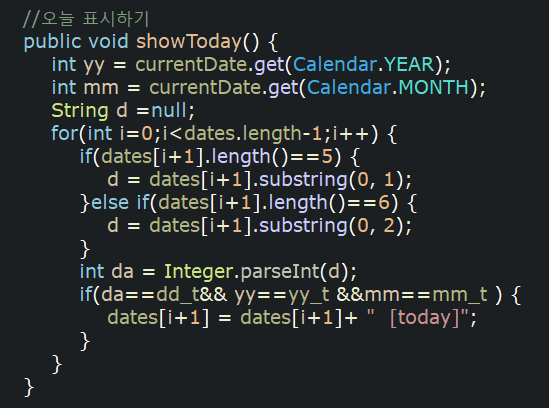 //오늘 표시하기
public void showToday() {
int yy = currentDate.get(Calendar.YEAR);
int mm = currentDate.get(Calendar.MONTH);
String d =null;
for(int i=0;i<dates.length-1;i++) {
if(dates[i+1].length()==5) {
d = dates[i+1].substring(0, 1);
}else if(dates[i+1].length()==6) {
d = dates[i+1].substring(0, 2);
}
int da = Integer.parseInt(d);
if(da==dd_t&& yy==yy_t &&mm==mm_t ) {
dates[i+1] = dates[i+1]+ "  [today]";
}
}
}